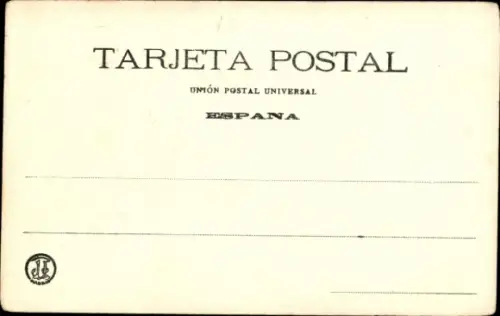 TARJETA POSTAL
UNIÓN POSTAL UNIVERSAL
ESPAÑA